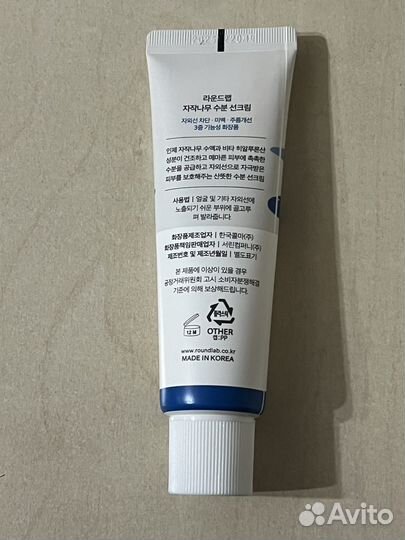 라운드랩
자작나무 수분 선크림
자외선 차단 · 미백 · 주름개선
3중 기능성 화장품
인제 자작나무 수액과 비타 히알루론산
성분이 건조하고 메마른 피부에 촉촉한
수분을 공급하고 자외선으로 자극받은
피부를 보호해주는 산뜻한 수분 선크림
사용법 | 얼굴 및 기타 자외선에
노출되기 쉬운 부위에 골고루
펴 발라줍니다.
화장품제조업자 | 한국콜마(주)
화장품책임판매업자 | 서린컴퍼니(주)
제조번호 및 제조년월일 | 별도표기
본 제품에 이상이 있을 경우
공정거래위원회 고시 소비자분쟁해결
기준에 의해 보상해드립니다.
12 M
플라스틱
OTHER
캡:PP
www.roundlab.co.kr
MADE IN KOREA
Avito